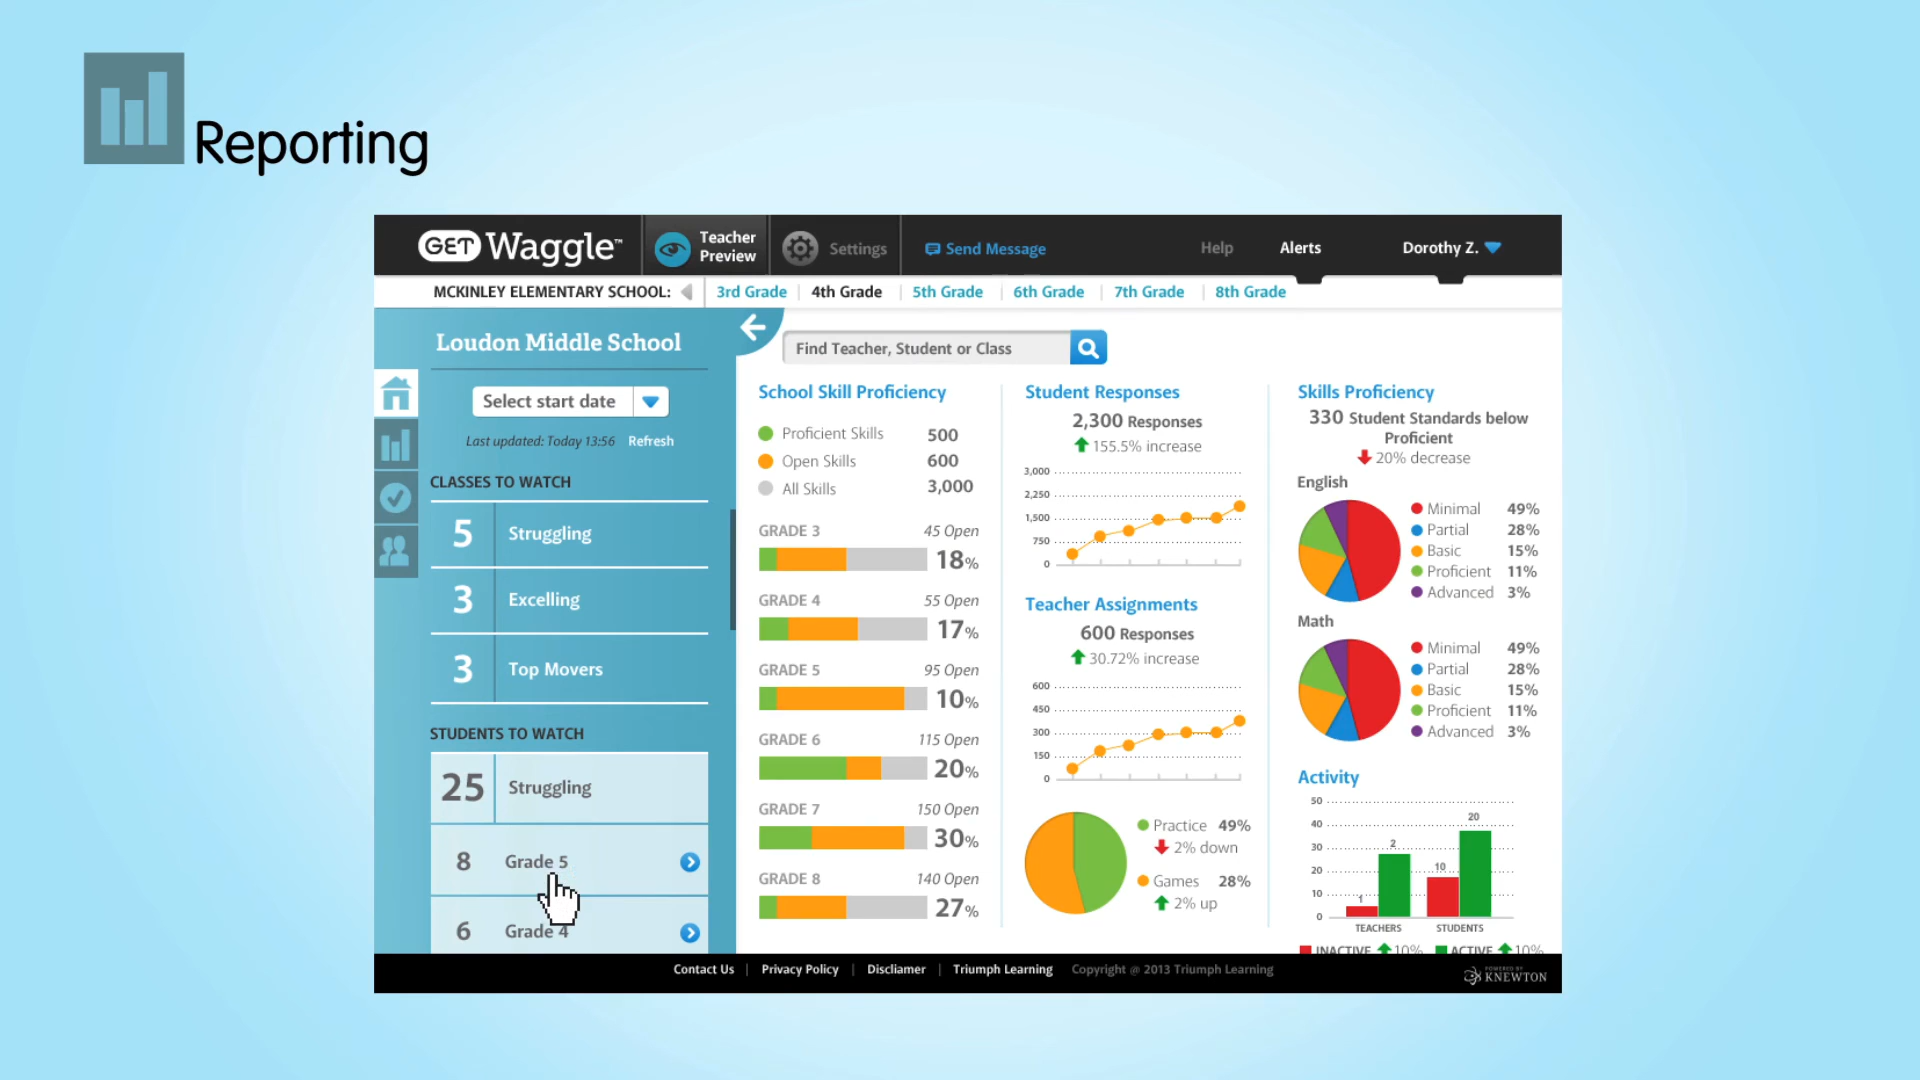 Reporting
GET Waggle™
Teacher
Preview
Settings
Send Message
Help
Alerts
Dorothy Z.
MCKINLEY ELEMENTARY SCHOOL:
3rd Grade
4th Grade
5th Grade
6th Grade
7th Grade
8th Grade
Loudon Middle School
Select start date
Last updated: Today 13:56 Refresh
CLASSES TO WATCH
5 Struggling
3 Excelling
3 Top Movers
STUDENTS TO WATCH
25 Struggling
8 Grade 5
6 Grade 4
Find Teacher, Student or Class
School Skill Proficiency
Proficient Skills 500
Open Skills 600
All Skills 3,000
GRADE 3 45 Open
18%
GRADE 4 55 Open
17%
GRADE 5 95 Open
10%
GRADE 6 115 Open
20%
GRADE 7 150 Open
30%
GRADE 8 140 Open
27%
Student Responses
2,300 Responses
155.5% increase
3,000
2,250
1,500
750
0
Teacher Assignments
600 Responses
30.72% increase
600
450
300
150
0
Practice 49%
2% down
Games 28%
2% up
Skills Proficiency
330 Student Standards below
Proficient
20% decrease
English
Minimal 49%
Partial 28%
Basic 15%
Proficient 11%
Advanced 3%
Math
Minimal 49%
Partial 28%
Basic 15%
Proficient 11%
Advanced 3%
Activity
50
40
30
20
10
0
1
2
10
20
TEACHERS
STUDENTS
INACTIVE 10% ACTIVE 10%
Contact Us | Privacy Policy | Discliamer | Triumph Learning Copyright @ 2013 Triumph Learning
POWERED BY
KNEWTON